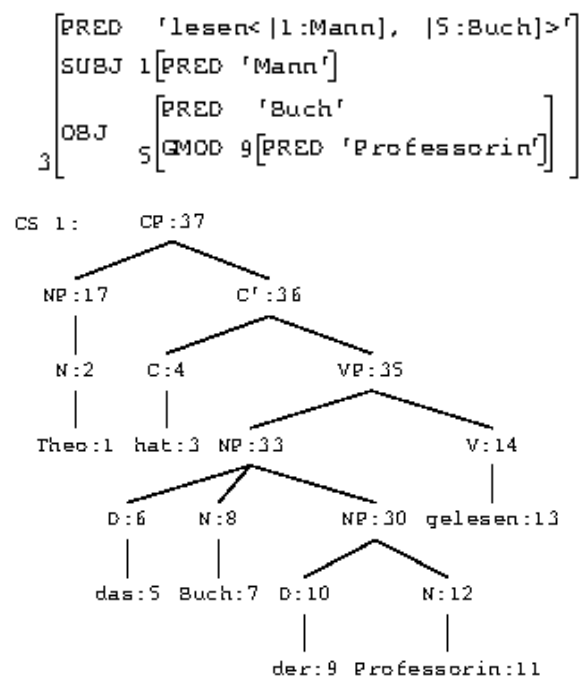 PRED 'lesen<|1:Mann], |5:Buch]>'
SUBJ 1[PRED 'Mann']
PRED 'Buch'
OBJ
3 5 QMOD 9[PRED 'Professorin']
CS 1: CP:37
NP:17 C':36
N:2 C:4 VP:35
Theo:1 hat:3 NP:33 V:14
D:6 N:8 NP:30 gelesen:13
das:5 Buch:7 D:10 N:12
der:9 Professorin:11